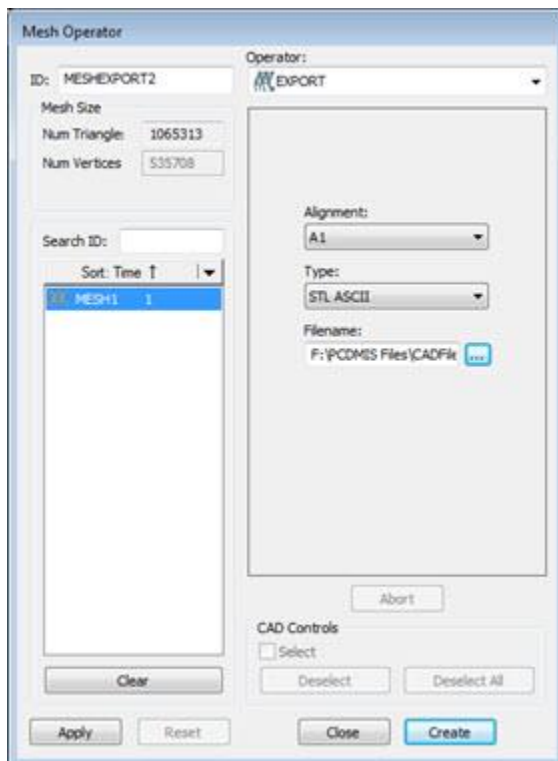 Mesh Operator
Operator:
ID: MESHEXPORT2
EXPORT
Mesh Size
Num Triangle: 1065313
Num Vertices 535708
Alignment:
A1
Search ID:
Sort: Time ↑
Type:
STL ASCII
MESH1 1
Filename:
F:\PCDMIS Files\CADFile
...
Abort
CAD Controls
Select
Clear
Deselect
Deselect All
Apply
Reset
Close
Create